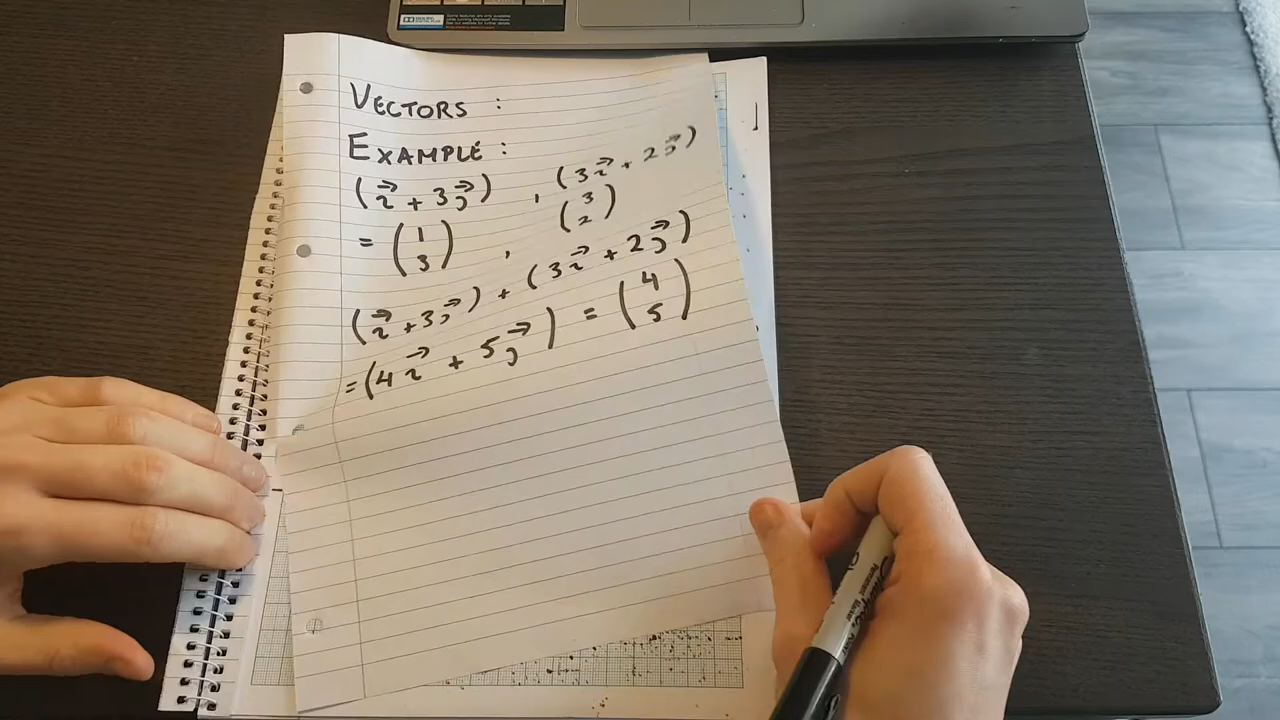 VECTORS :
EXAMPLE :
(i⃗ + 3j⃗) , (3i⃗ + 2j⃗)
= (1 3) , (3 2)
(i⃗ + 3j⃗) + (3i⃗ + 2j⃗)
= (4i⃗ + 5j⃗) = (4 5)